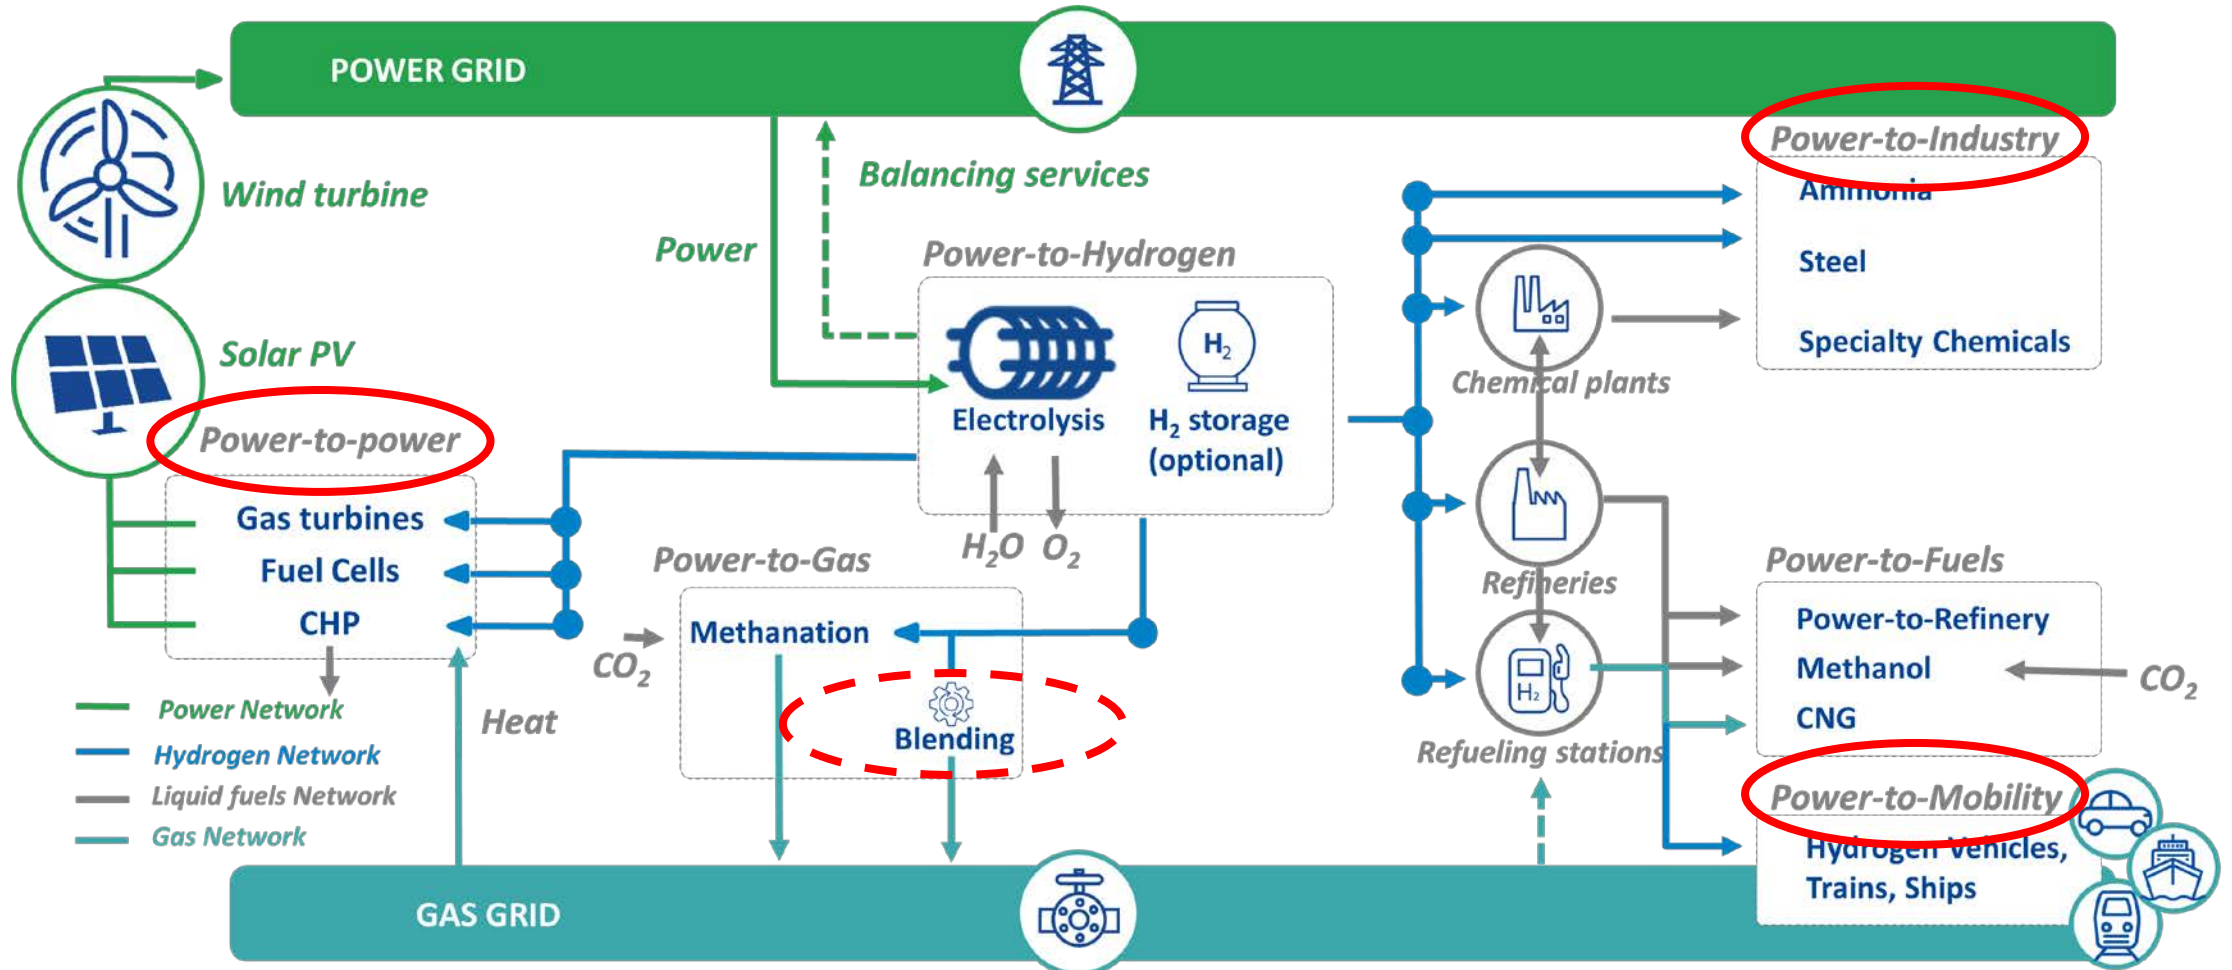 POWER GRID
Wind turbine
Balancing services
Power
Power-to-Industry
Ammonia
Steel
Specialty Chemicals
Power-to-Hydrogen
H2
Electrolysis
H2 storage
(optional)
H2O
O2
Solar PV
Power-to-power
Gas turbines
Fuel Cells
CHP
Chemical plants
Refineries
H2
Refueling stations
Power-to-Gas
Methanation
CO2
Blending
Heat
Power-to-Fuels
Power-to-Refinery
Methanol
CO2
CNG
Power-to-Mobility
Hydrogen Vehicles,
Trains, Ships
Power Network
Hydrogen Network
Liquid fuels Network
Gas Network
GAS GRID